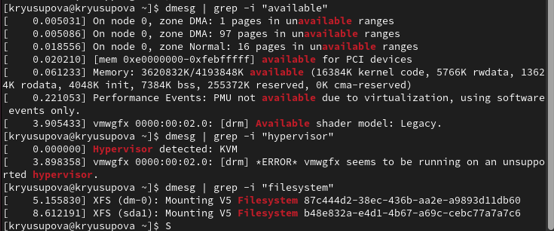 [kryusupova@kryusupova ~]$ dmesg | grep -i "available"
[    0.005031] On node 0, zone DMA: 1 pages in unavailable ranges
[    0.005086] On node 0, zone DMA: 97 pages in unavailable ranges
[    0.018556] On node 0, zone Normal: 16 pages in unavailable ranges
[    0.020210] [mem 0xe0000000-0xfebfffff] available for PCI devices
[    0.061233] Memory: 3620832K/4193848K available (16384K kernel code, 5766K rwdata, 1362
4K rodata, 4048K init, 7384K bss, 255372K reserved, 0K cma-reserved)
[    0.221053] Performance Events: PMU not available due to virtualization, using software
events only.
[    3.905433] vmwgfx 0000:00:02.0: [drm] Available shader model: Legacy.
[kryusupova@kryusupova ~]$ dmesg | grep -i "hypervisor"
[    0.000000] Hypervisor detected: KVM
[    3.898358] vmwgfx 0000:00:02.0: [drm] *ERROR* vmwgfx seems to be running on an unsuppo
rted hypervisor.
[kryusupova@kryusupova ~]$ dmesg | grep -i "filesystem"
[    5.155830] XFS (dm-0): Mounting V5 Filesystem 87c444d2-38ec-436b-aa2e-a9893d11db60
[    8.612191] XFS (sda1): Mounting V5 Filesystem b48e832a-e4d1-4b67-a69c-cebc77a7a7c6
[kryusupova@kryusupova ~]$ S